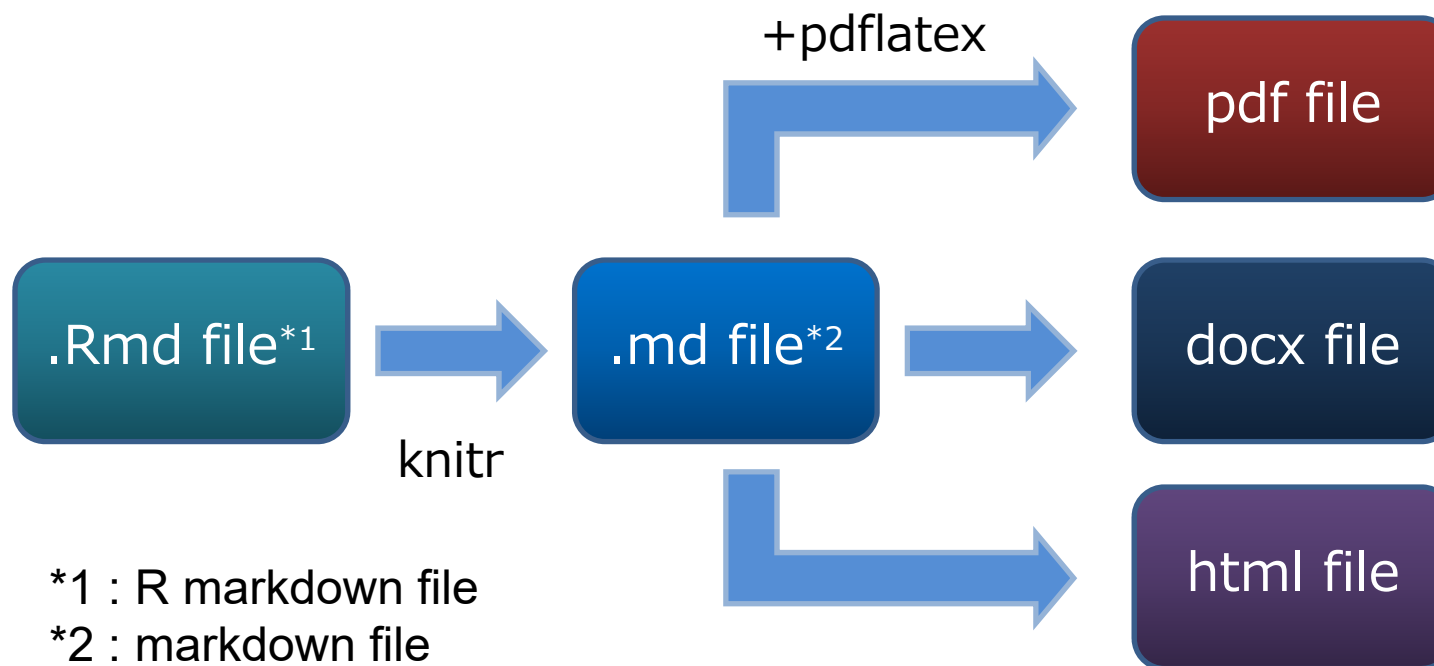 +pdflatex
pdf file
.Rmd file*1
.md file*2
docx file
knitr
html file
*1 : R markdown file
*2 : markdown file